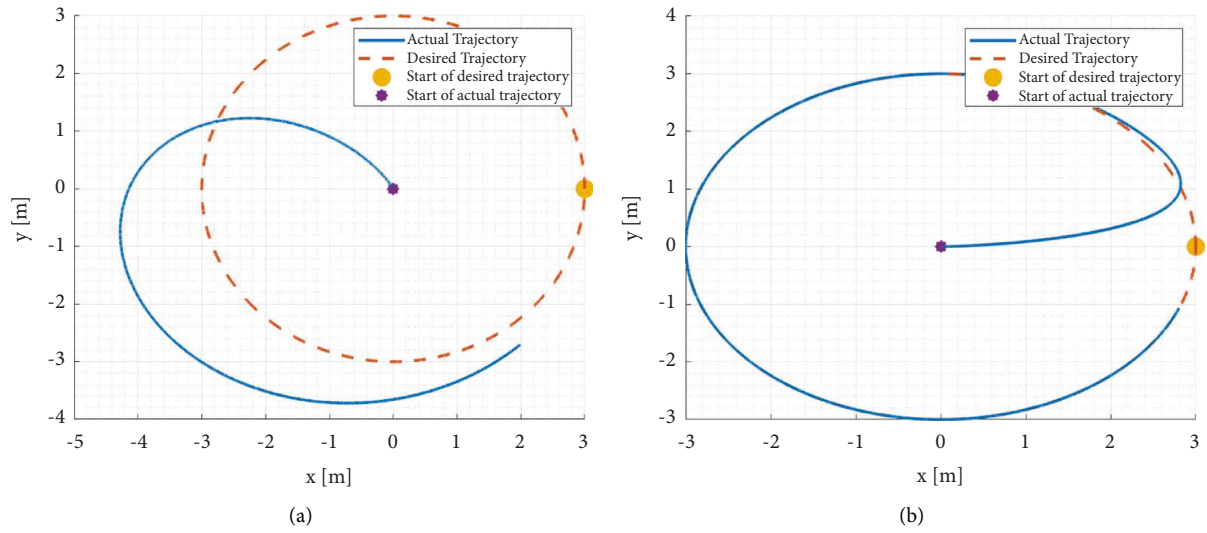 3
2
1
0
-1
-2
-3
-4
y [m]
-5
-4
-3
-2
-1
0
1
2
3
x [m]
Actual Trajectory
Desired Trajectory
Start of desired trajectory
Start of actual trajectory
(a)
4
3
2
1
0
-1
-2
-3
y [m]
-3
-2
-1
0
1
2
3
x [m]
Actual Trajectory
Desired Trajectory
Start of desired trajectory
Start of actual trajectory
(b)